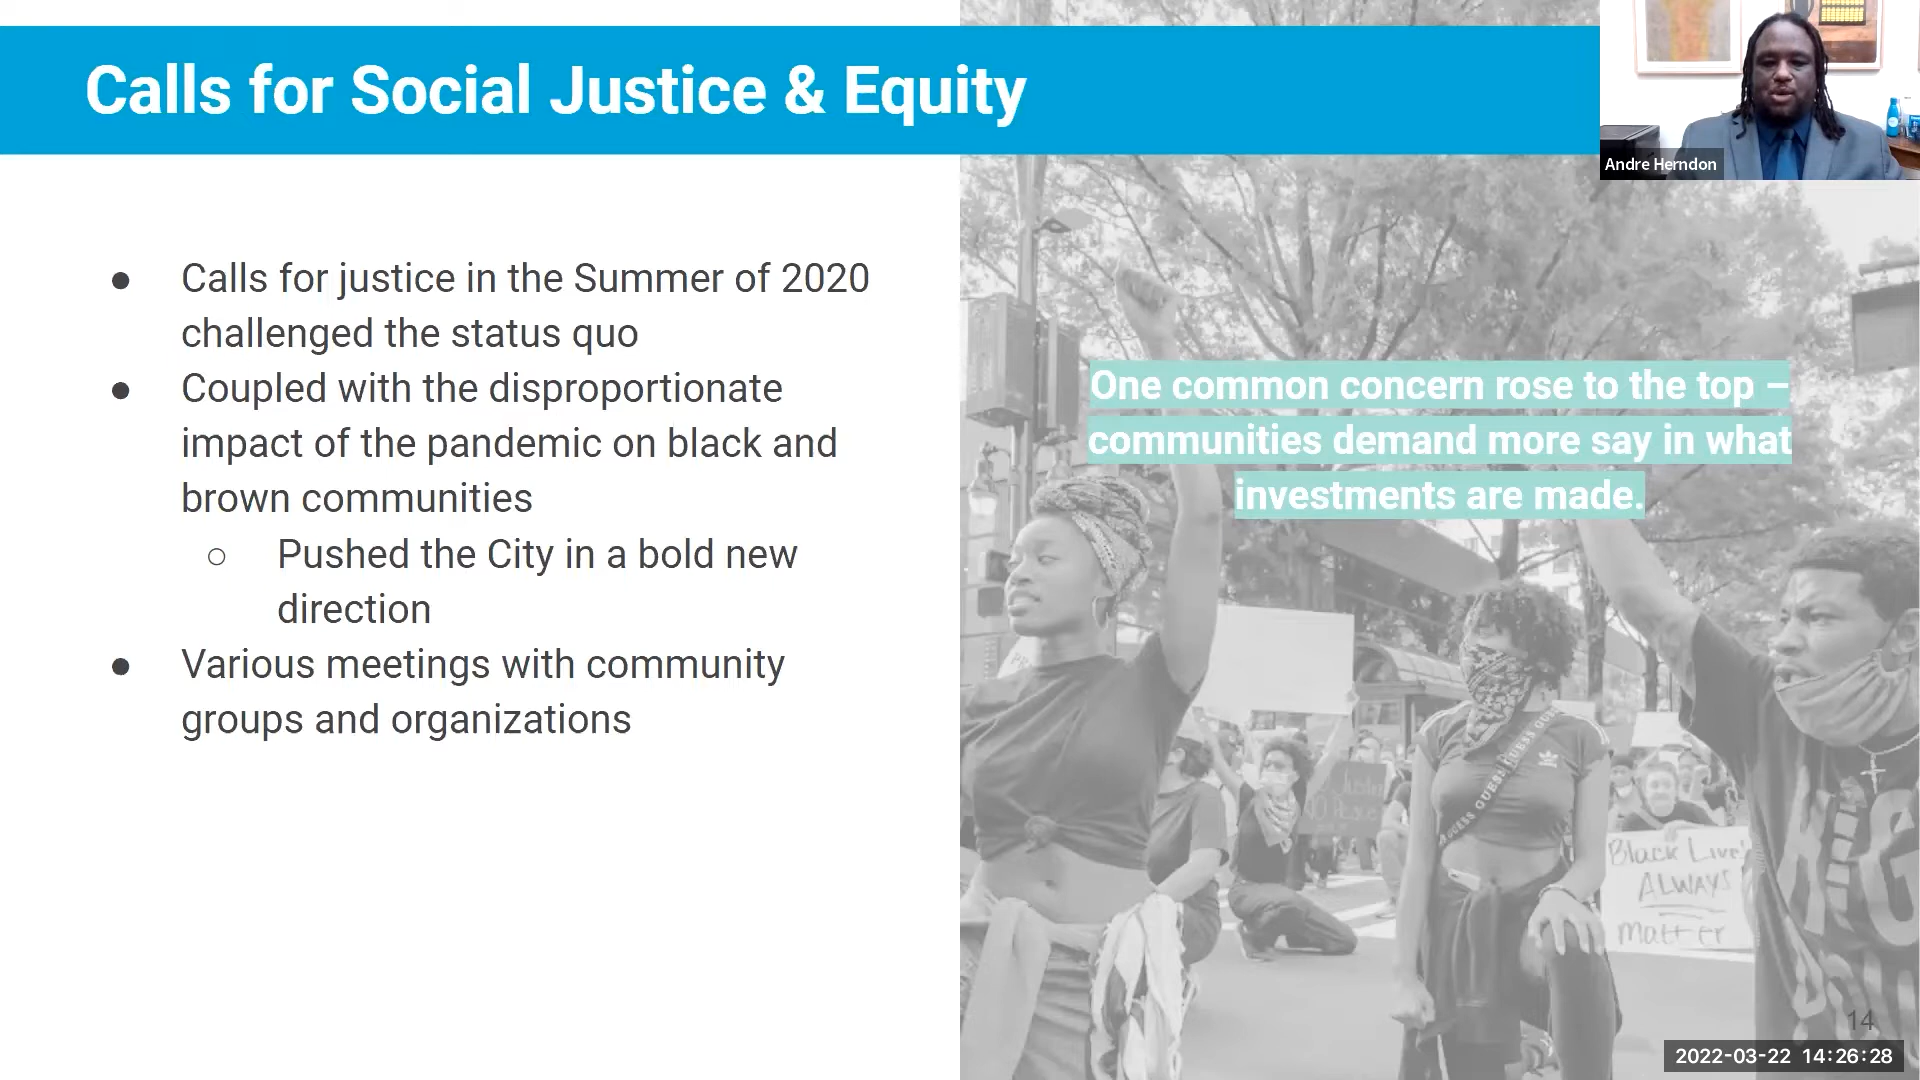 Calls for Social Justice & Equity
Andre Herndon
● Calls for justice in the Summer of 2020
challenged the status quo
● Coupled with the disproportionate
impact of the pandemic on black and
brown communities
○ Pushed the City in a bold new
direction
● Various meetings with community
groups and organizations
One common concern rose to the top –
communities demand more say in what
investments are made.
GUESS GUESS GUESS
Black Lives
ALWAYS
matter
14
2022-03-22 14:26:28